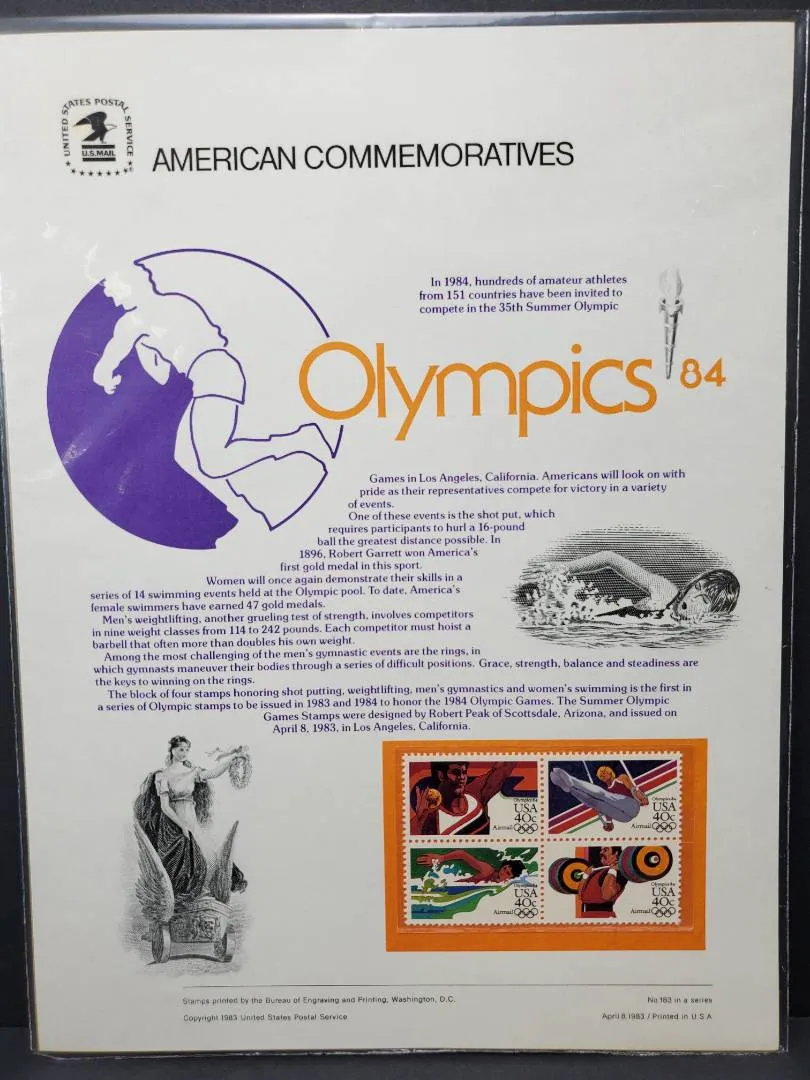 UNITED STATES POSTAL SERVICE
U.S.MAIL
AMERICAN COMMEMORATIVES
In 1984, hundreds of amateur athletes
from 151 countries have been invited to
compete in the 35th Summer Olympic
Olympics 84
Games in Los Angeles, California. Americans will look on with
pride as their representatives compete for victory in a variety
of events.
One of these events is the shot put, which
requires participants to hurl a 16-pound
ball the greatest distance possible. In
1896, Robert Garrett won America's
first gold medal in this sport.
Women will once again demonstrate their skills in a
series of 14 swimming events held at the Olympic pool. To date, America's
female swimmers have earned 47 gold medals.
Men's weightlifting, another grueling test of strength, involves competitors
in nine weight classes from 114 to 242 pounds. Each competitor must hoist a
barbell that often more than doubles his own weight.
Among the most challenging of the men's gymnastic events are the rings, in
which gymnasts maneuver their bodies through a series of difficult positions. Grace, strength, balance and steadiness are
the keys to winning on the rings.
The block of four stamps honoring shot putting, weightlifting, men's gymnastics and women's swimming is the first in
a series of Olympic stamps to be issued in 1983 and 1984 to honor the 1984 Olympic Games. The Summer Olympic
Games Stamps were designed by Robert Peak of Scottsdale, Arizona, and issued on
April 8, 1983, in Los Angeles, California.
Olympics 84
USA
40c
Airmail
Olympics 84
USA
40c
Airmail
Olympics 84
USA
40c
Airmail
Olympics 84
USA
40c
Airmail
Stamps printed by the Bureau of Engraving and Printing, Washington, D.C.
No.183 in a series
Copyright 1983 United States Postal Service
April 8, 1983 / Printed in U.S.A